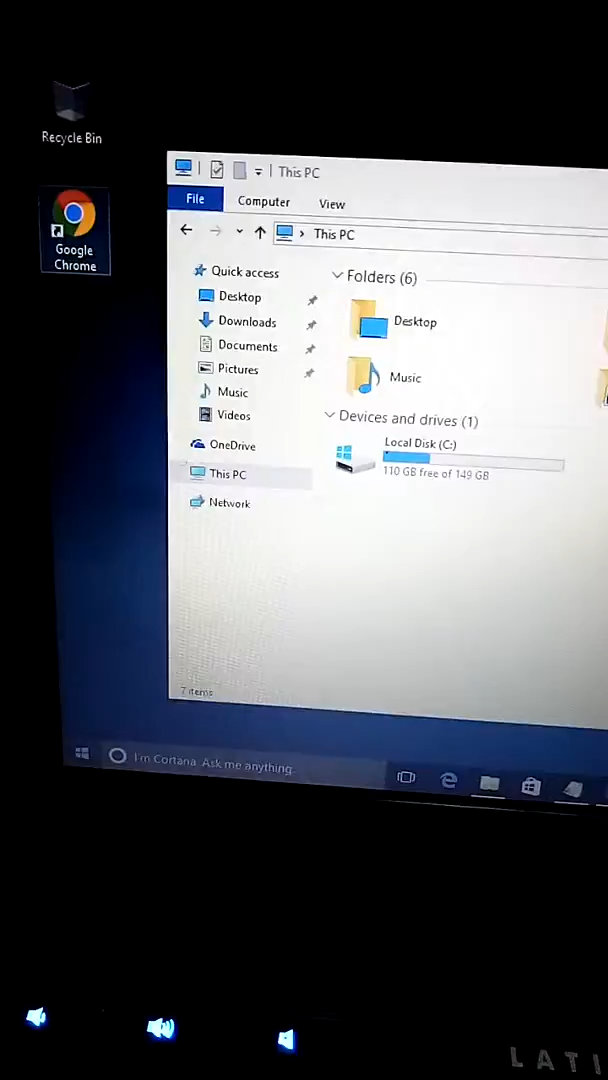 Recycle Bin
Google
Chrome
This PC
File
Computer
View
This PC
Quick access
Desktop
Downloads
Documents
Pictures
Music
Videos
OneDrive
This PC
Network
Folders (6)
Desktop
Music
Devices and drives (1)
Local Disk (C:)
110 GB free of 149 GB
7 items
I'm Cortana. Ask me anything.
LATI